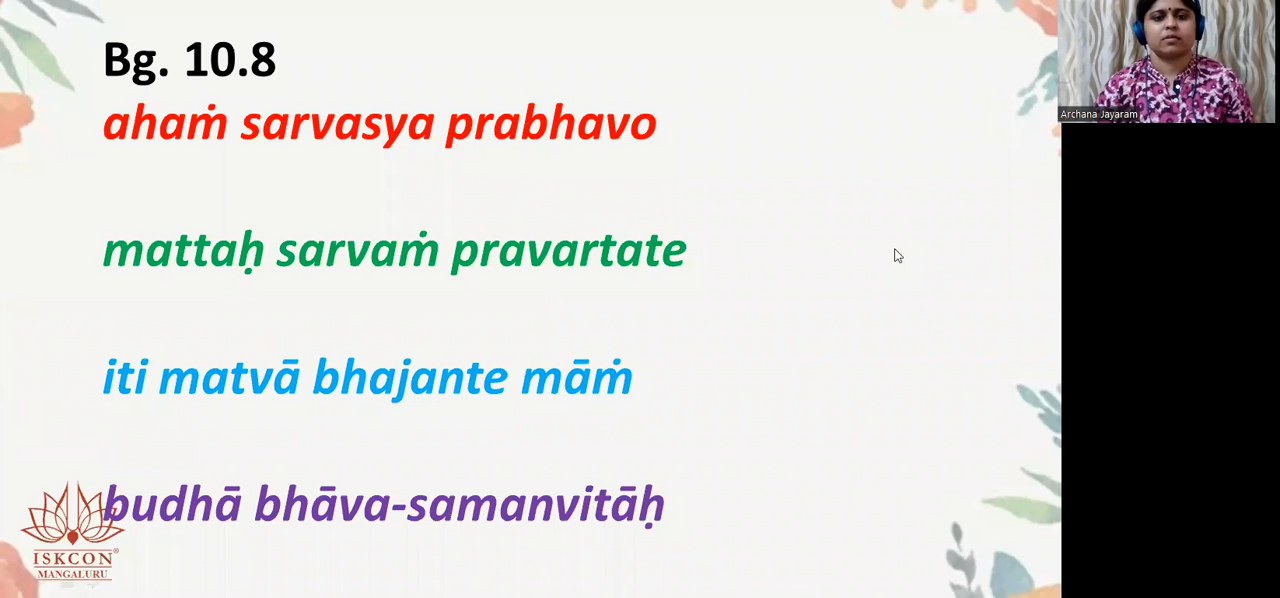 Bg. 10.8
ahaṁ sarvasya prabhavo
mattaḥ sarvaṁ pravartate
iti matvā bhajante māṁ
budhā bhāva-samanvitāḥ
ISKCON®
MANGALURU
Archana Jayaram